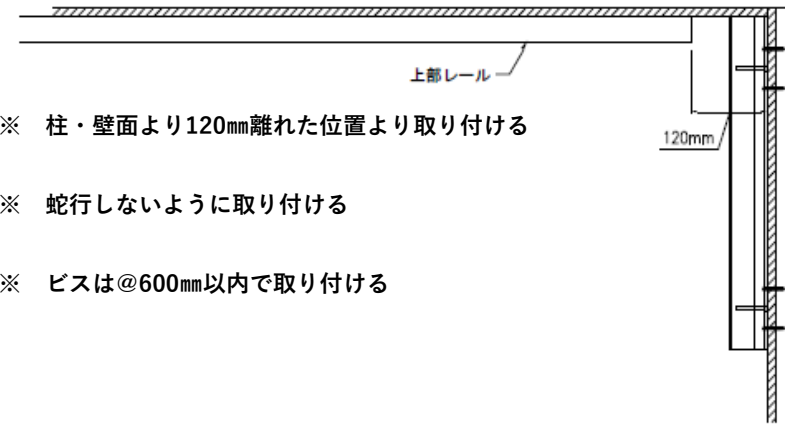 上部レール
※　柱・壁面より120㎜離れた位置より取り付ける
120mm
※　蛇行しないように取り付ける
※　ビスは＠600㎜以内で取り付ける